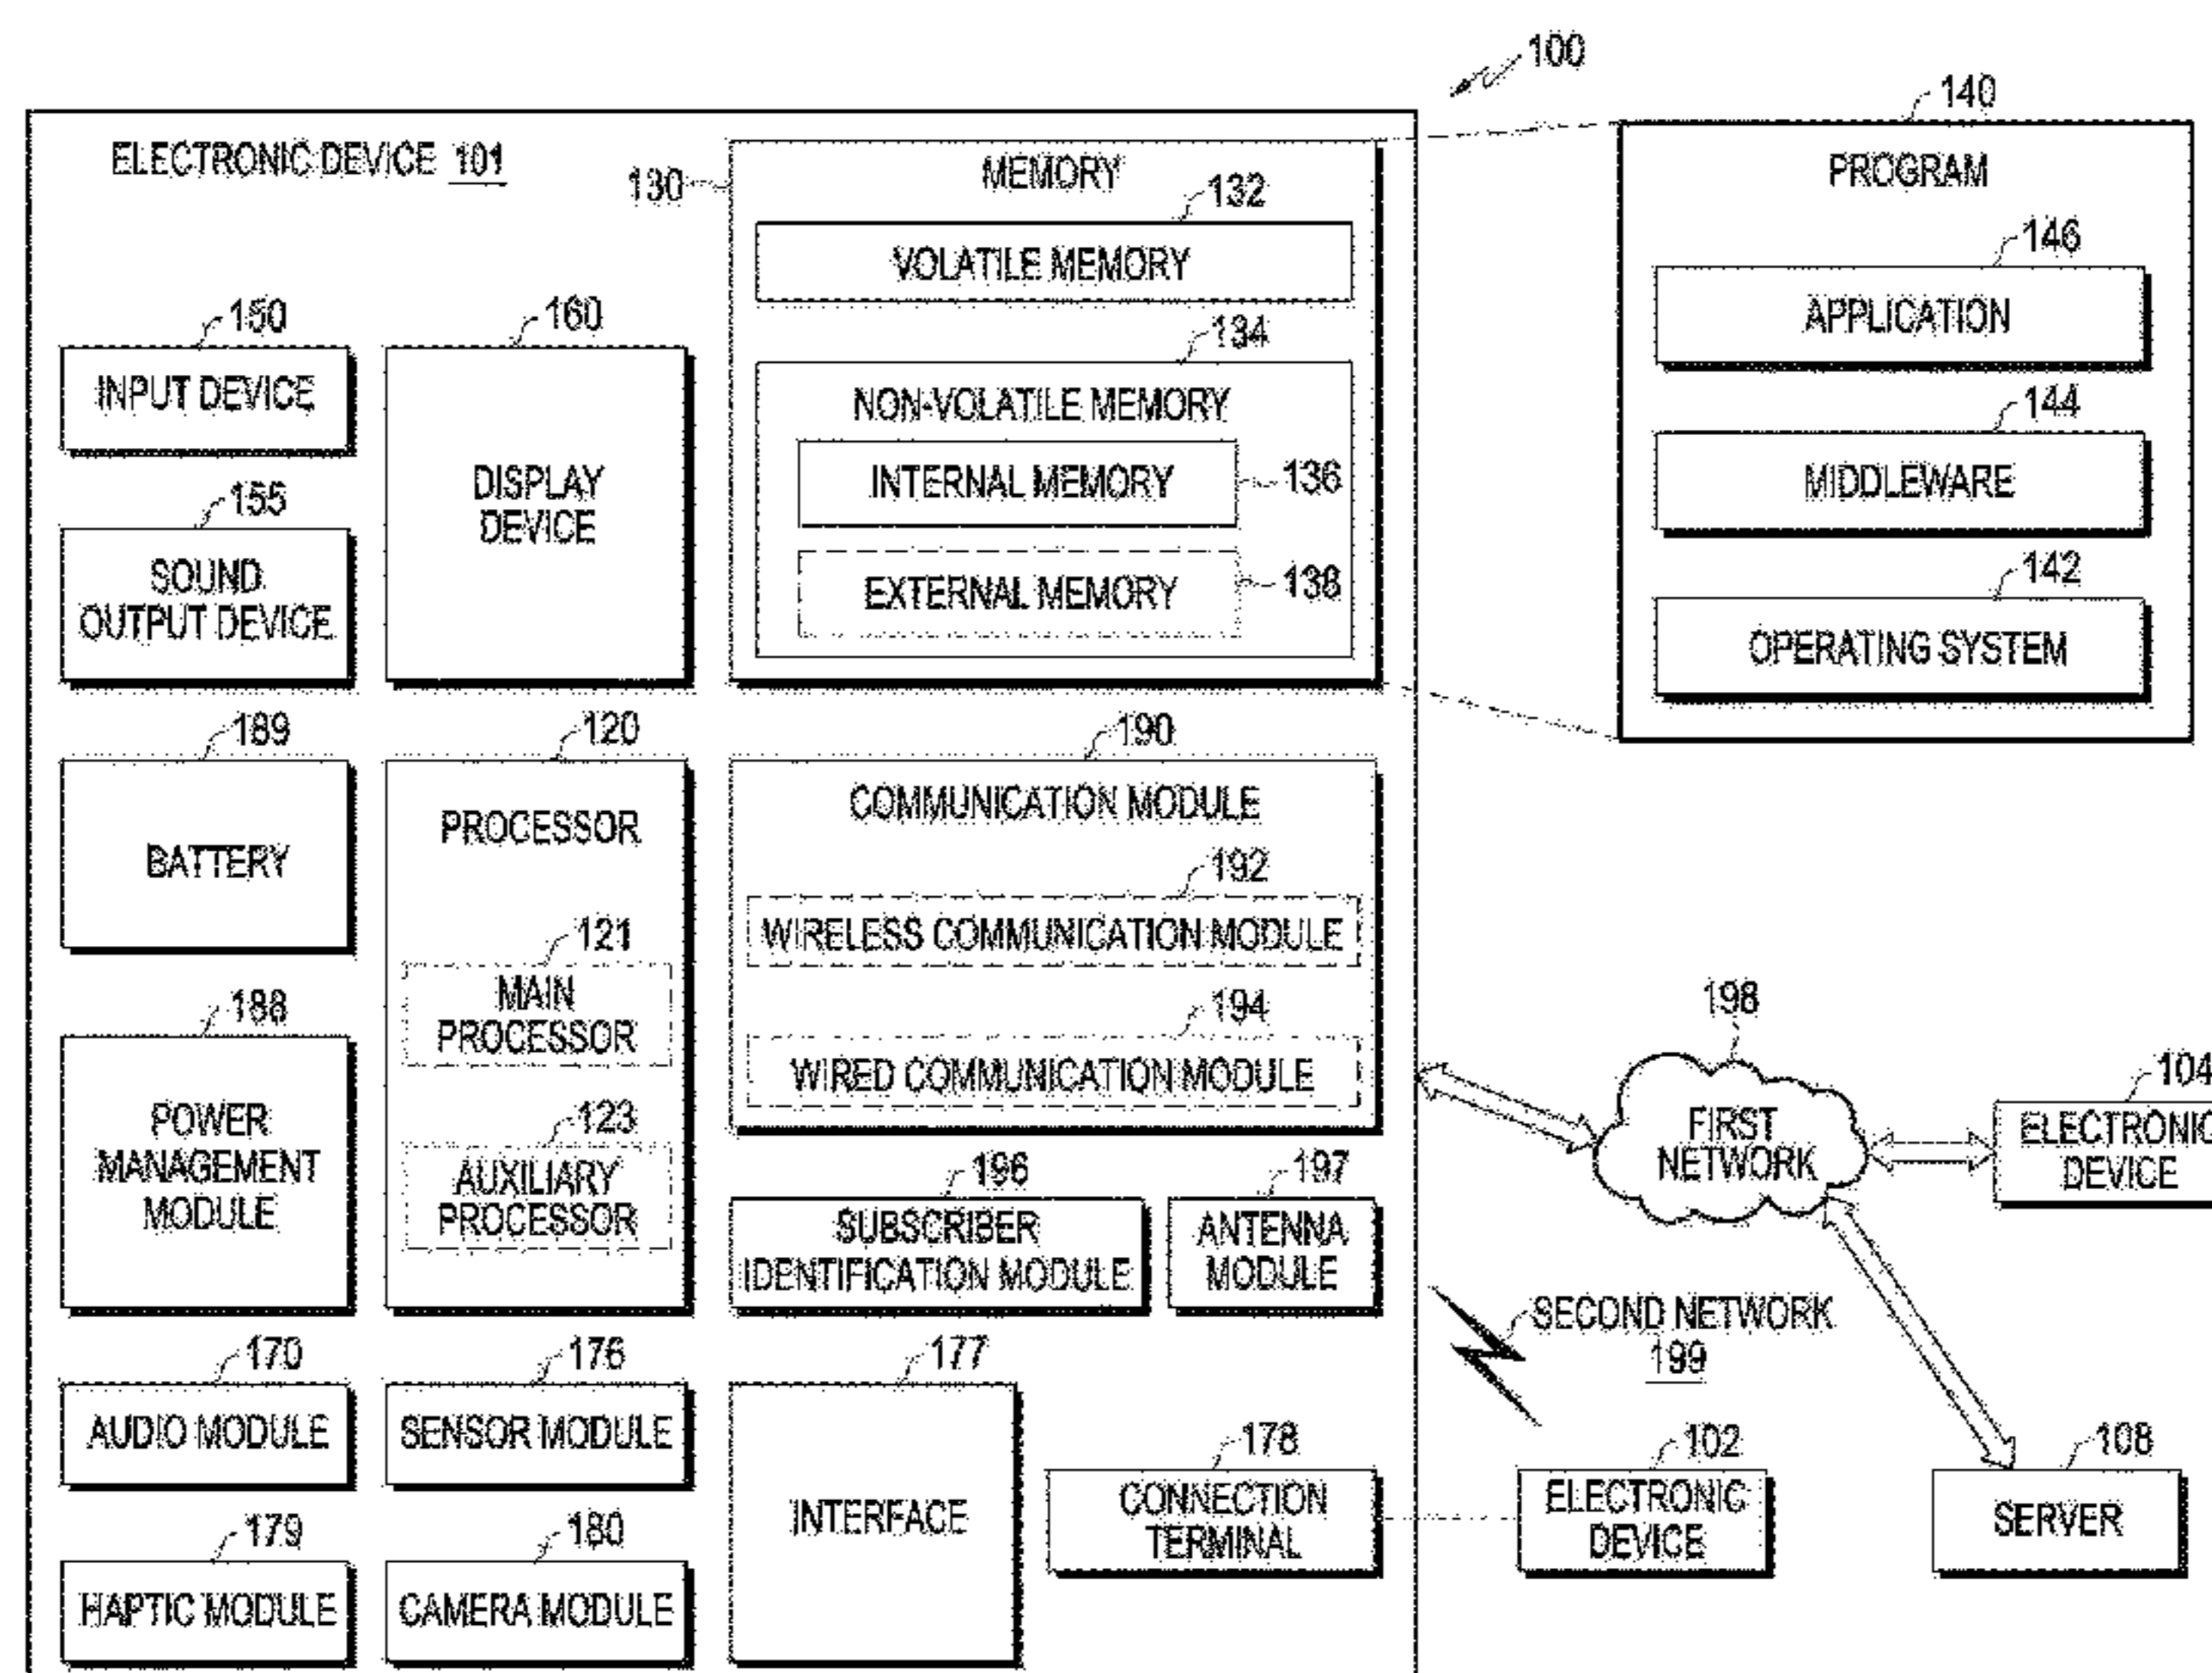 100
ELECTRONIC DEVICE 101
130
MEMORY
132
VOLATILE MEMORY
134
NON-VOLATILE MEMORY
INTERNAL MEMORY
136
EXTERNAL MEMORY
138
140
PROGRAM
146
APPLICATION
144
MIDDLEWARE
142
OPERATING SYSTEM
150
INPUT DEVICE
155
SOUND
OUTPUT DEVICE
160
DISPLAY
DEVICE
189
BATTERY
120
PROCESSOR
121
MAIN
PROCESSOR
123
AUXILIARY
PROCESSOR
190
COMMUNICATION MODULE
192
WIRELESS COMMUNICATION MODULE
194
WIRED COMMUNICATION MODULE
188
POWER
MANAGEMENT
MODULE
196
SUBSCRIBER
IDENTIFICATION MODULE
197
ANTENNA
MODULE
198
FIRST
NETWORK
104
ELECTRONIC
DEVICE
SECOND NETWORK
199
170
AUDIO MODULE
176
SENSOR MODULE
177
INTERFACE
178
CONNECTION
TERMINAL
102
ELECTRONIC
DEVICE
108
SERVER
179
HAPTIC MODULE
180
CAMERA MODULE